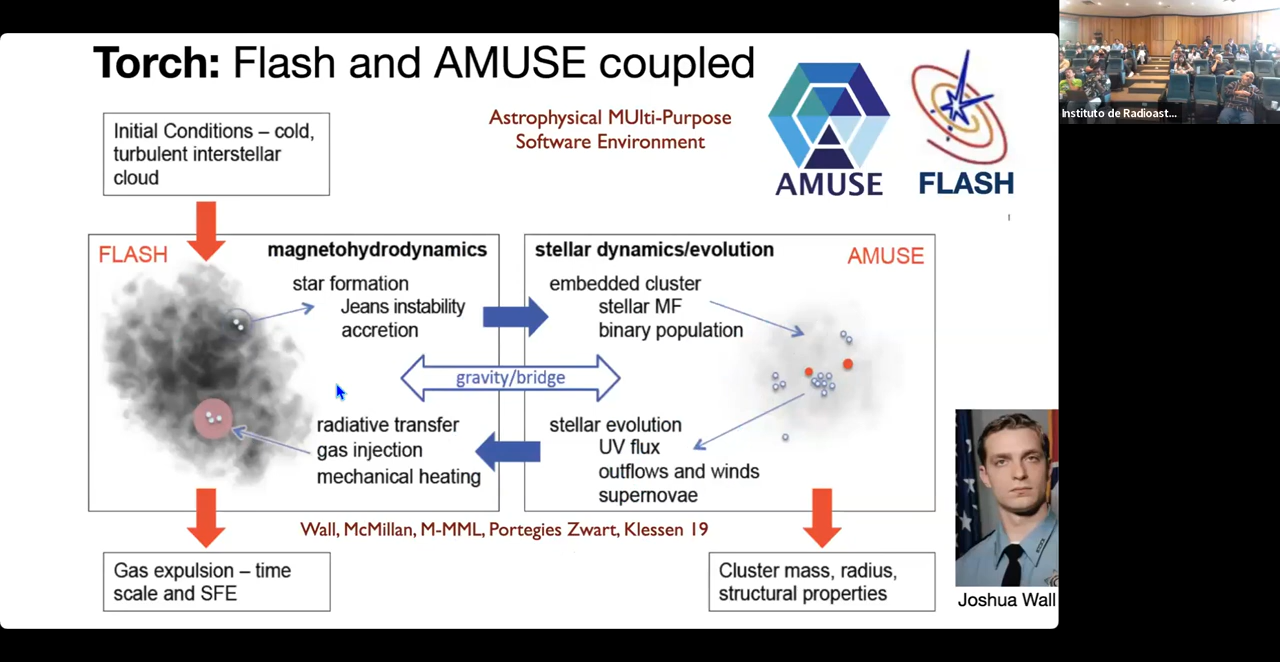 Torch: Flash and AMUSE coupled
Astrophysical MUlti-Purpose
Software Environment
AMUSE
FLASH
Instituto de Radioast...
Initial Conditions – cold,
turbulent interstellar
cloud
FLASH
magnetohydrodynamics
star formation
Jeans instability
accretion
stellar dynamics/evolution
AMUSE
embedded cluster
stellar MF
binary population
gravity/bridge
radiative transfer
gas injection
mechanical heating
stellar evolution
UV flux
outflows and winds
supernovae
Wall, McMillan, M-MML, Portegies Zwart, Klessen 19
Gas expulsion – time
scale and SFE
Cluster mass, radius,
structural properties
Joshua Wall